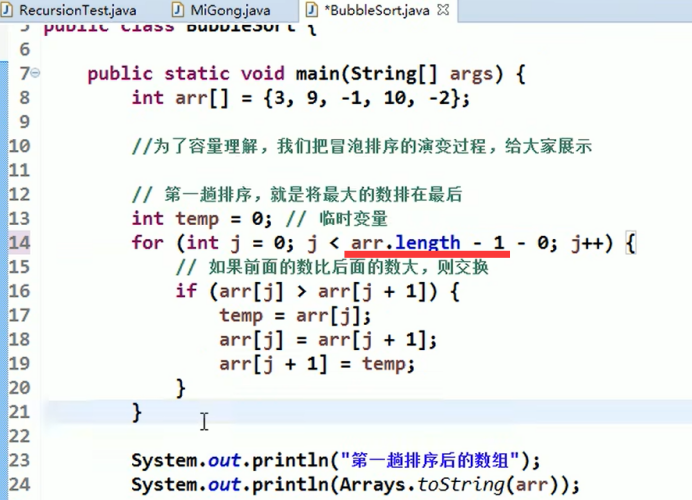 RecursionTest.java MiGong.java *BubbleSort.java
5 public class BubbleSort {
6
7 public static void main(String[] args) {
8 int arr[] = {3, 9, -1, 10, -2};
9
10 //为了容量理解，我们把冒泡排序的演变过程，给大家展示
11
12 // 第一趟排序，就是将最大的数排在最后
13 int temp = 0; // 临时变量
14 for (int j = 0; j < arr.length - 1 - 0; j++) {
15 // 如果前面的数比后面的数大，则交换
16 if (arr[j] > arr[j + 1]) {
17 temp = arr[j];
18 arr[j] = arr[j + 1];
19 arr[j + 1] = temp;
20 }
21 }
22
23 System.out.println("第一趟排序后的数组");
24 System.out.println(Arrays.toString(arr));